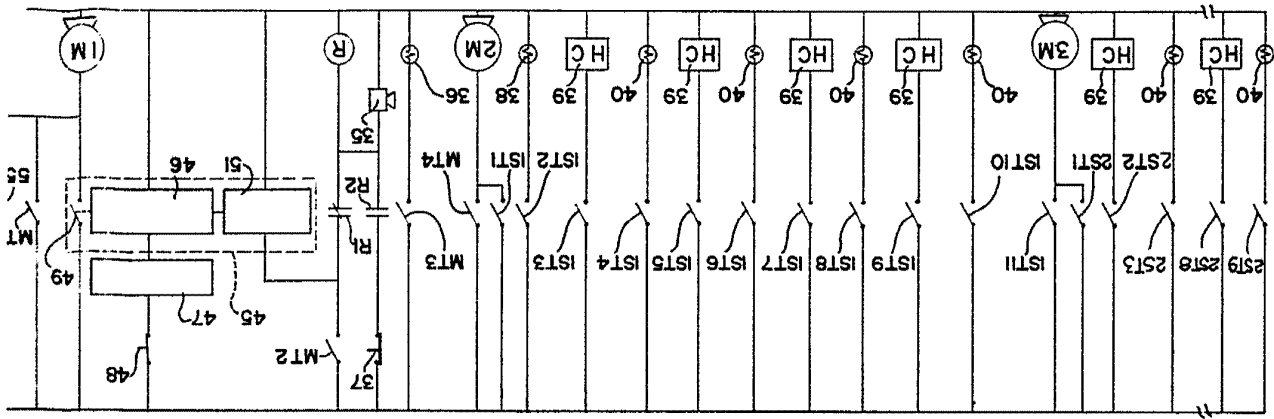 37
48
MT2
47
45
2ST9 2ST8 2ST3 1ST11 1ST9 1ST8 1ST7 1ST6 1ST5 1ST4 1ST3 MT3 R1
49 MT
2ST2 2ST1 1ST10 1ST2 1ST1 MT4 R2 51 46
35
40 39 40 39 40 39 40 39 40 39 40 39 38 36
HC HC 3M HC HC HC HC 2M R 1M